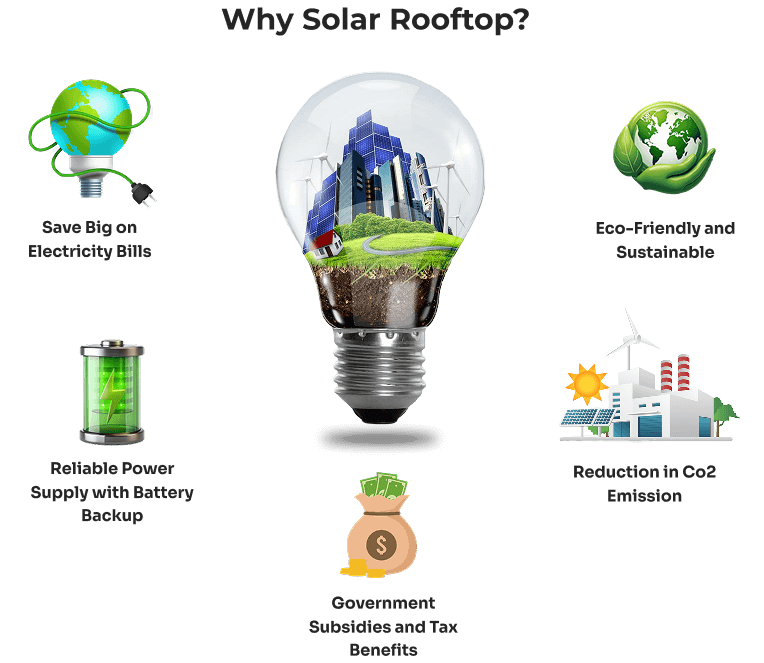 Why Solar Rooftop?
Save Big on
Electricity Bills
Eco-Friendly and
Sustainable
Reliable Power
Supply with Battery
Backup
Reduction in Co2
Emission
$
Government
Subsidies and Tax
Benefits